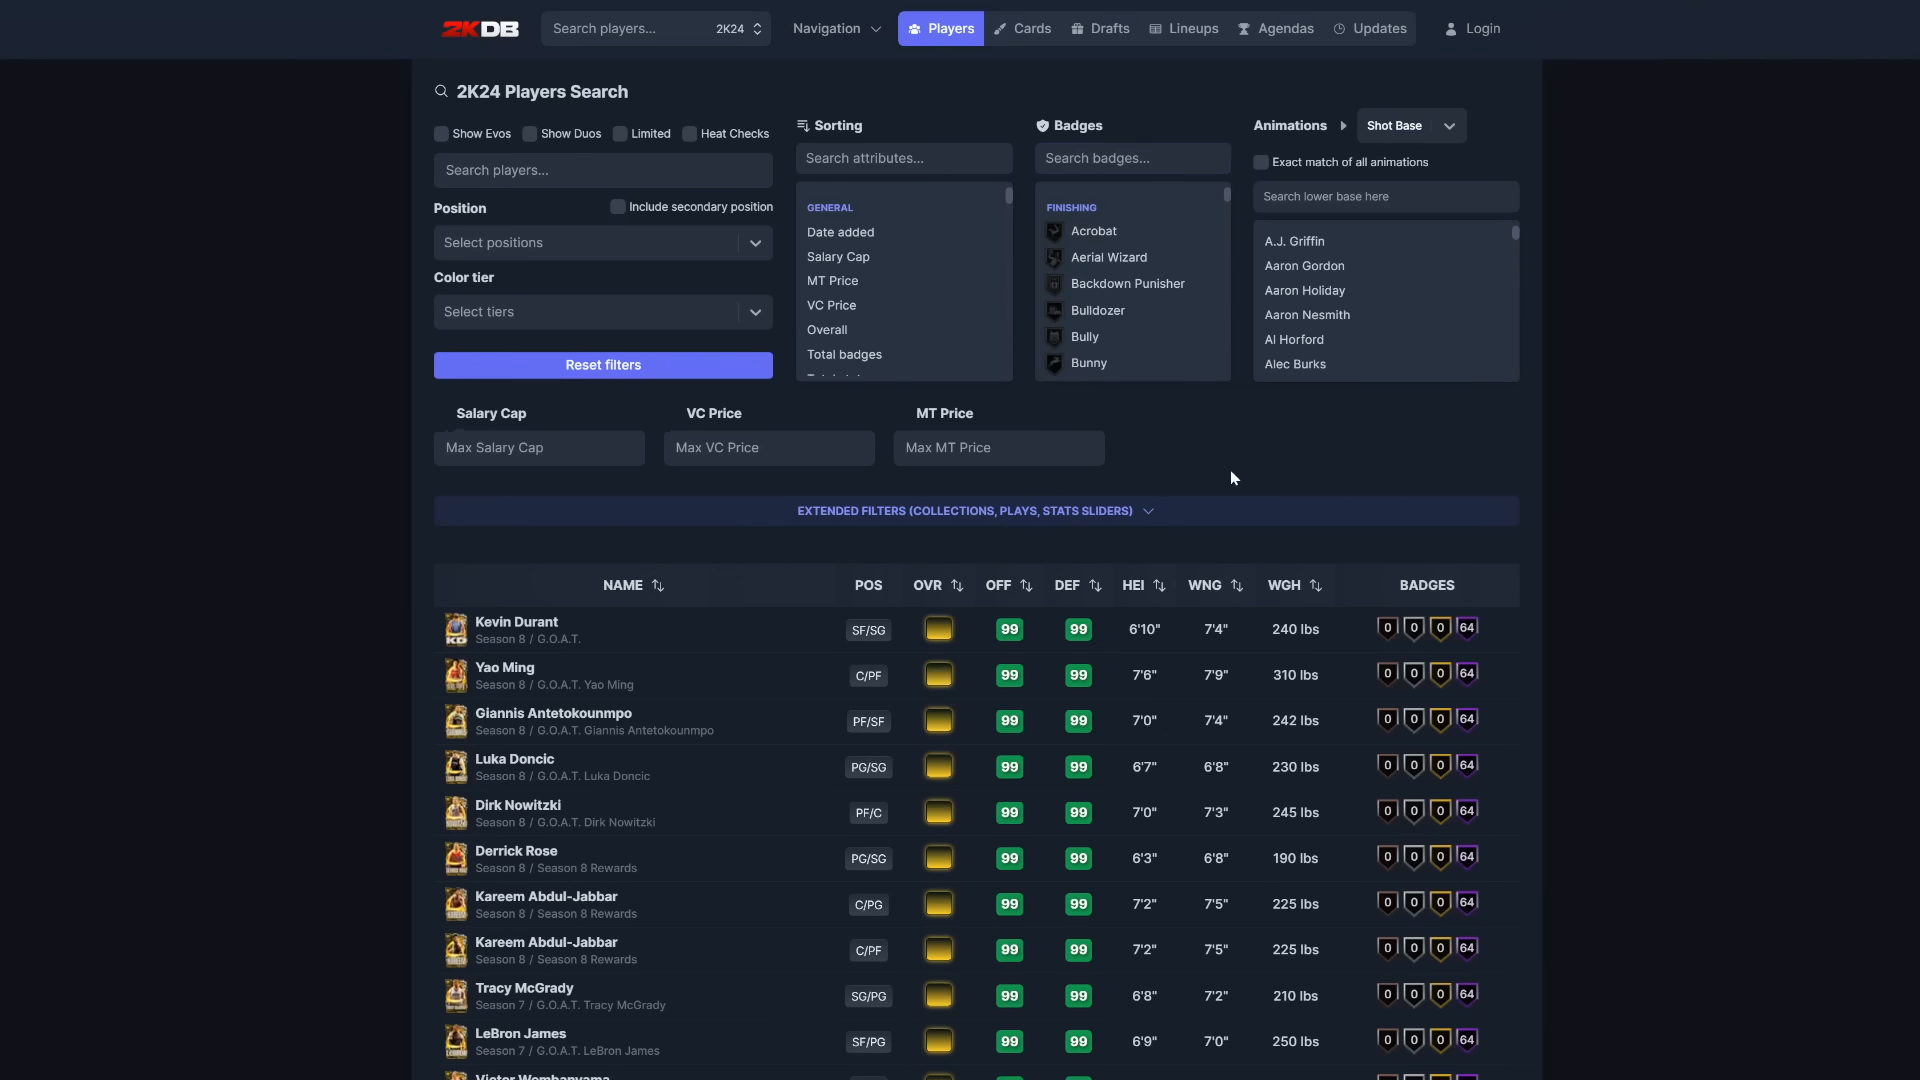 2KDB
Search players...
2K24
Navigation
Players
Cards
Drafts
Lineups
Agendas
Updates
Login
2K24 Players Search
Show Evos
Show Duos
Limited
Heat Checks
Search players...
Position
Include secondary position
Select positions
Color tier
Select tiers
Reset filters
Sorting
Search attributes...
GENERAL
Date added
Salary Cap
MT Price
VC Price
Overall
Total badges
Badges
Search badges...
FINISHING
Acrobat
Aerial Wizard
Backdown Punisher
Bulldozer
Bully
Bunny
Animations
Shot Base
Exact match of all animations
Search lower base here
A.J. Griffin
Aaron Gordon
Aaron Holiday
Aaron Nesmith
Al Horford
Alec Burks
Salary Cap
Max Salary Cap
VC Price
Max VC Price
MT Price
Max MT Price
EXTENDED FILTERS (COLLECTIONS, PLAYS, STATS SLIDERS)
NAME POS OVR OFF DEF HEI WNG WGH BADGES
Kevin Durant
Season 8 / G.O.A.T.
SF/SG 99 99 6'10" 7'4" 240 lbs 0 0 0 64
Yao Ming
Season 8 / G.O.A.T. Yao Ming
C/PF 99 99 7'6" 7'9" 310 lbs 0 0 0 64
Giannis Antetokounmpo
Season 8 / G.O.A.T. Giannis Antetokounmpo
PF/SF 99 99 7'0" 7'4" 242 lbs 0 0 0 64
Luka Doncic
Season 8 / G.O.A.T. Luka Doncic
PG/SG 99 99 6'7" 6'8" 230 lbs 0 0 0 64
Dirk Nowitzki
Season 8 / G.O.A.T. Dirk Nowitzki
PF/C 99 99 7'0" 7'3" 245 lbs 0 0 0 64
Derrick Rose
Season 8 / Season 8 Rewards
PG/SG 99 99 6'3" 6'8" 190 lbs 0 0 0 64
Kareem Abdul-Jabbar
Season 8 / Season 8 Rewards
C/PG 99 99 7'2" 7'5" 225 lbs 0 0 0 64
Kareem Abdul-Jabbar
Season 8 / Season 8 Rewards
C/PF 99 99 7'2" 7'5" 225 lbs 0 0 0 64
Tracy McGrady
Season 7 / G.O.A.T. Tracy McGrady
SG/PG 99 99 6'8" 7'2" 210 lbs 0 0 0 64
LeBron James
Season 7 / G.O.A.T. LeBron James
SF/PG 99 99 6'9" 7'0" 250 lbs 0 0 0 64
Victor Wembanyama